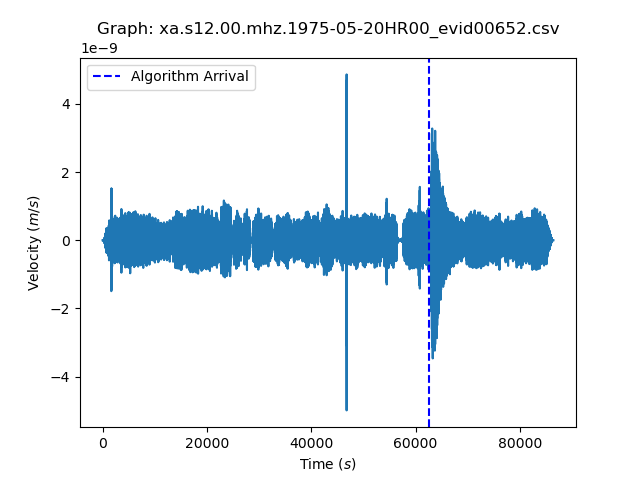 Graph: xa.s12.00.mhz.1975-05-20HR00_evid00652.csv
1e−9
Algorithm Arrival
4
2
0
−2
−4
Velocity (m/s)
0 20000 40000 60000 80000
Time (s)